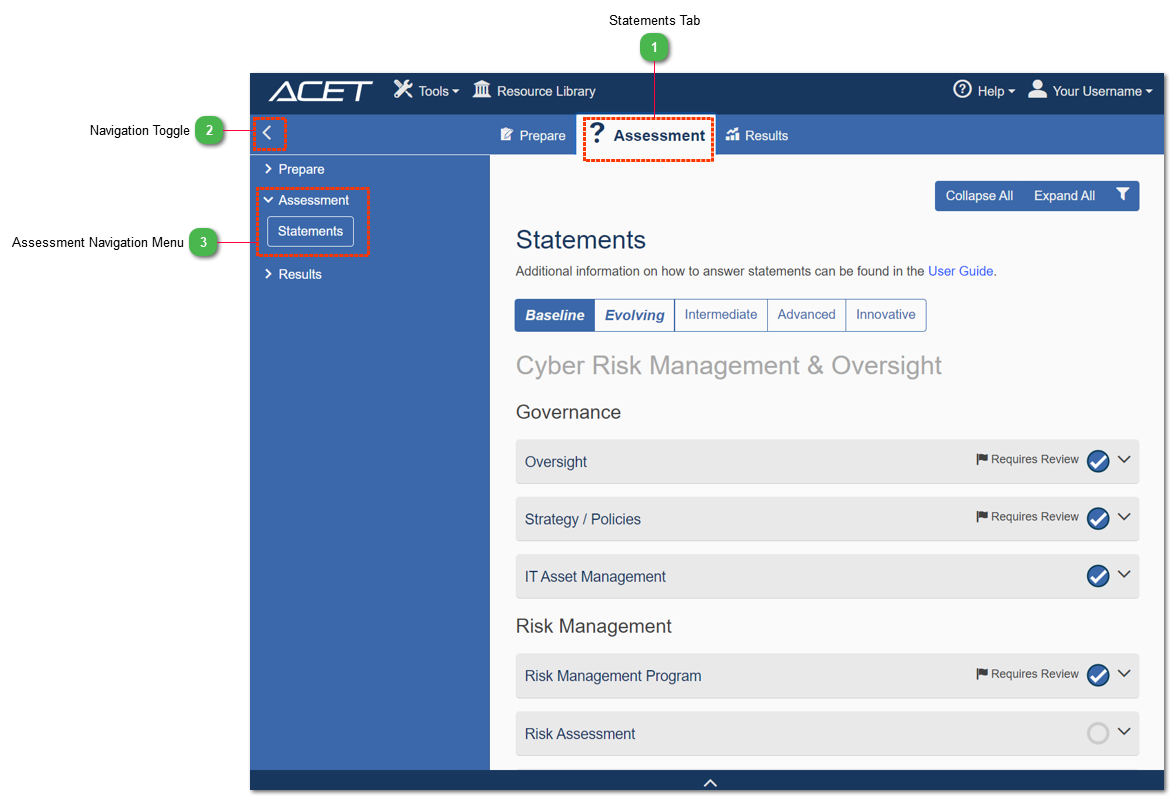 Statements Tab
1
ACET Tools Resource Library Help Your Username
Navigation Toggle 2
Prepare ? Assessment Results
Prepare
Assessment
Statements
Assessment Navigation Menu 3
Results
Collapse All Expand All
Statements
Additional information on how to answer statements can be found in the User Guide.
Baseline Evolving Intermediate Advanced Innovative
Cyber Risk Management & Oversight
Governance
Oversight Requires Review
Strategy / Policies Requires Review
IT Asset Management
Risk Management
Risk Management Program Requires Review
Risk Assessment